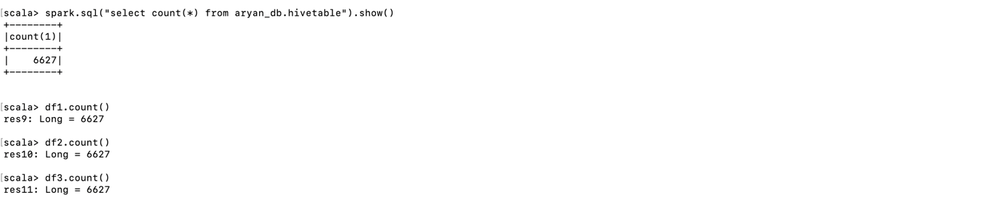 [scala> spark.sql("select count(*) from aryan_db.hivetable").show()
+--------+
|count(1)|
+--------+
|    6627|
+--------+
[scala> df1.count()
res9: Long = 6627
[scala> df2.count()
res10: Long = 6627
[scala> df3.count()
res11: Long = 6627